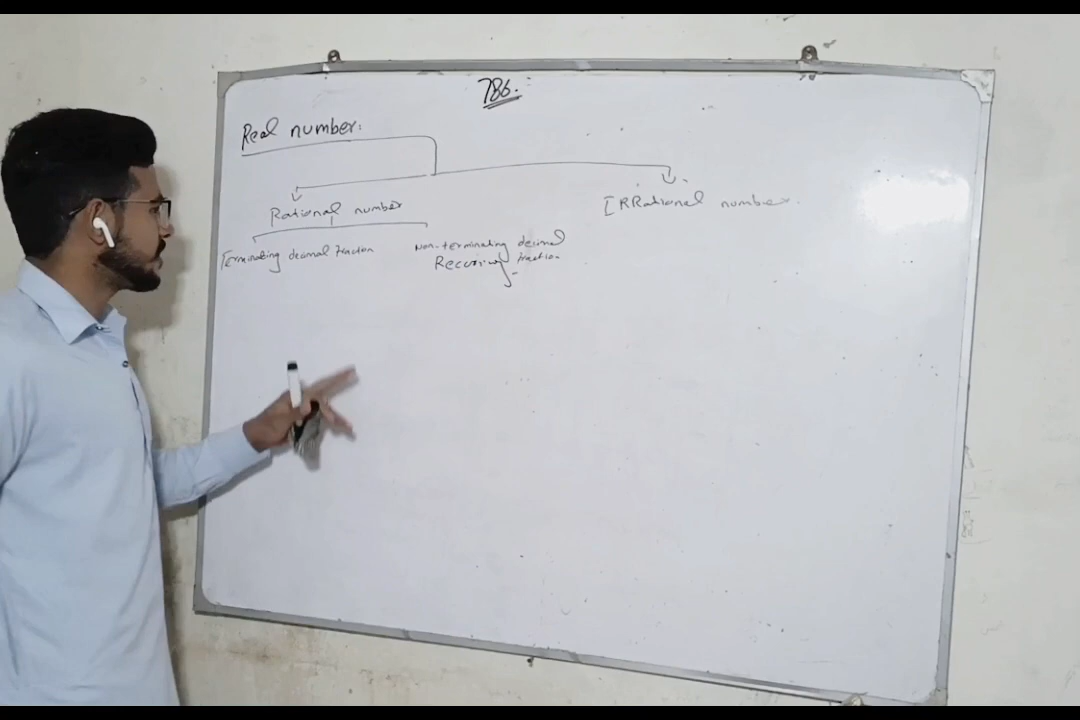 786.
Real number:
Rational number
IRRational number.
Terminating decimal fraction
Non-terminating decimal
Recurring fraction